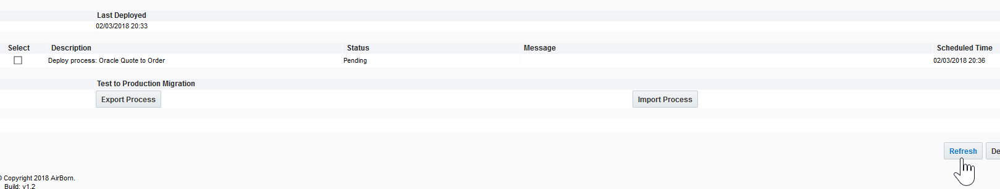 Last Deployed
02/03/2018 20:33
Select Description Status Message Scheduled Time
Deploy process: Oracle Quote to Order Pending 02/03/2018 20:36
Test to Production Migration
Export Process Import Process
Refresh De
© Copyright 2018 AirBorn.
Build: v1.2